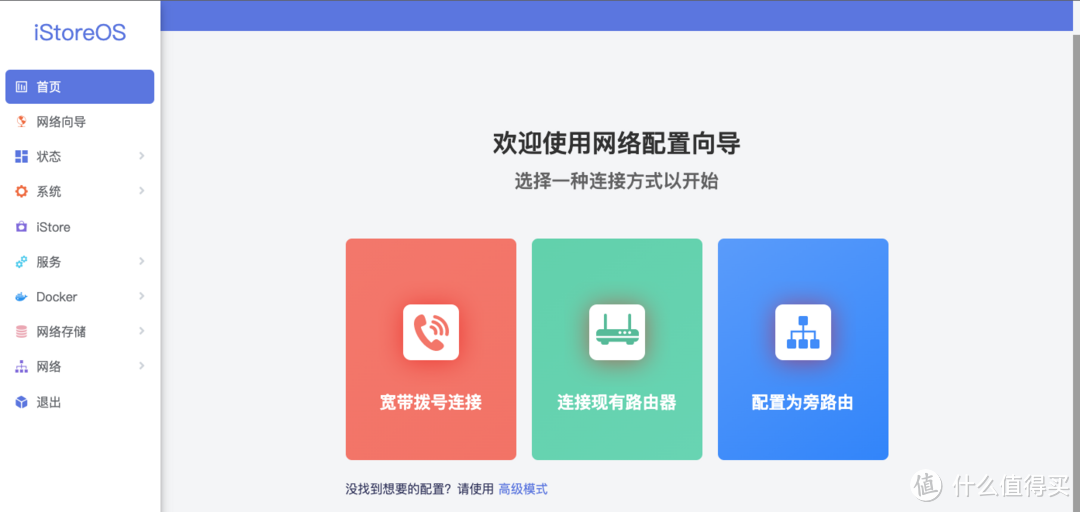 iStoreOS
首页
网络向导
状态
系统
iStore
服务
Docker
网络存储
网络
退出
欢迎使用网络配置向导
选择一种连接方式以开始
宽带拨号连接
连接现有路由器
配置为旁路由
没找到想要的配置？请使用 高级模式
值 什么值得买